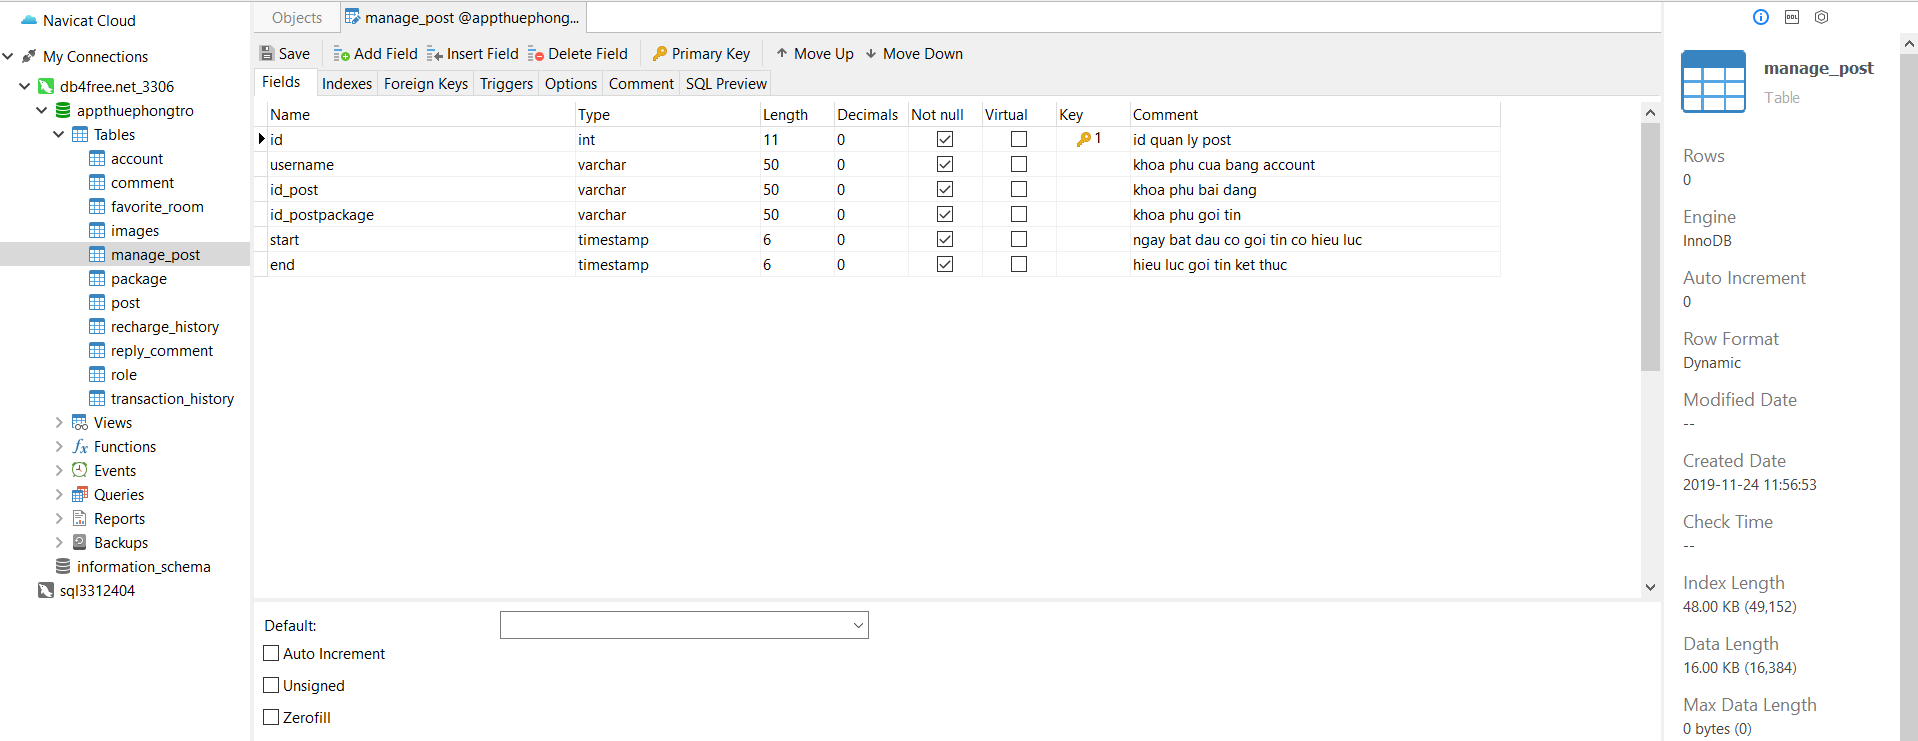 Navicat Cloud
My Connections
db4free.net_3306
appthuephongtro
Tables
account
comment
favorite_room
images
manage_post
package
post
recharge_history
reply_comment
role
transaction_history
Views
fx Functions
Events
Queries
Reports
Backups
information_schema
sql3312404
Objects manage_post @appthuephong...
Save Add Field Insert Field Delete Field Primary Key Move Up Move Down
Fields Indexes Foreign Keys Triggers Options Comment SQL Preview
Name Type Length Decimals Not null Virtual Key Comment
id int 11 0 1 id quan ly post
username varchar 50 0 khoa phu cua bang account
id_post varchar 50 0 khoa phu bai dang
id_postpackage varchar 50 0 khoa phu goi tin
start timestamp 6 0 ngay bat dau co goi tin co hieu luc
end timestamp 6 0 hieu luc goi tin ket thuc
Default:
Auto Increment
Unsigned
Zerofill
DDL
manage_post
Table
Rows
0
Engine
InnoDB
Auto Increment
0
Row Format
Dynamic
Modified Date
--
Created Date
2019-11-24 11:56:53
Check Time
--
Index Length
48.00 KB (49,152)
Data Length
16.00 KB (16,384)
Max Data Length
0 bytes (0)